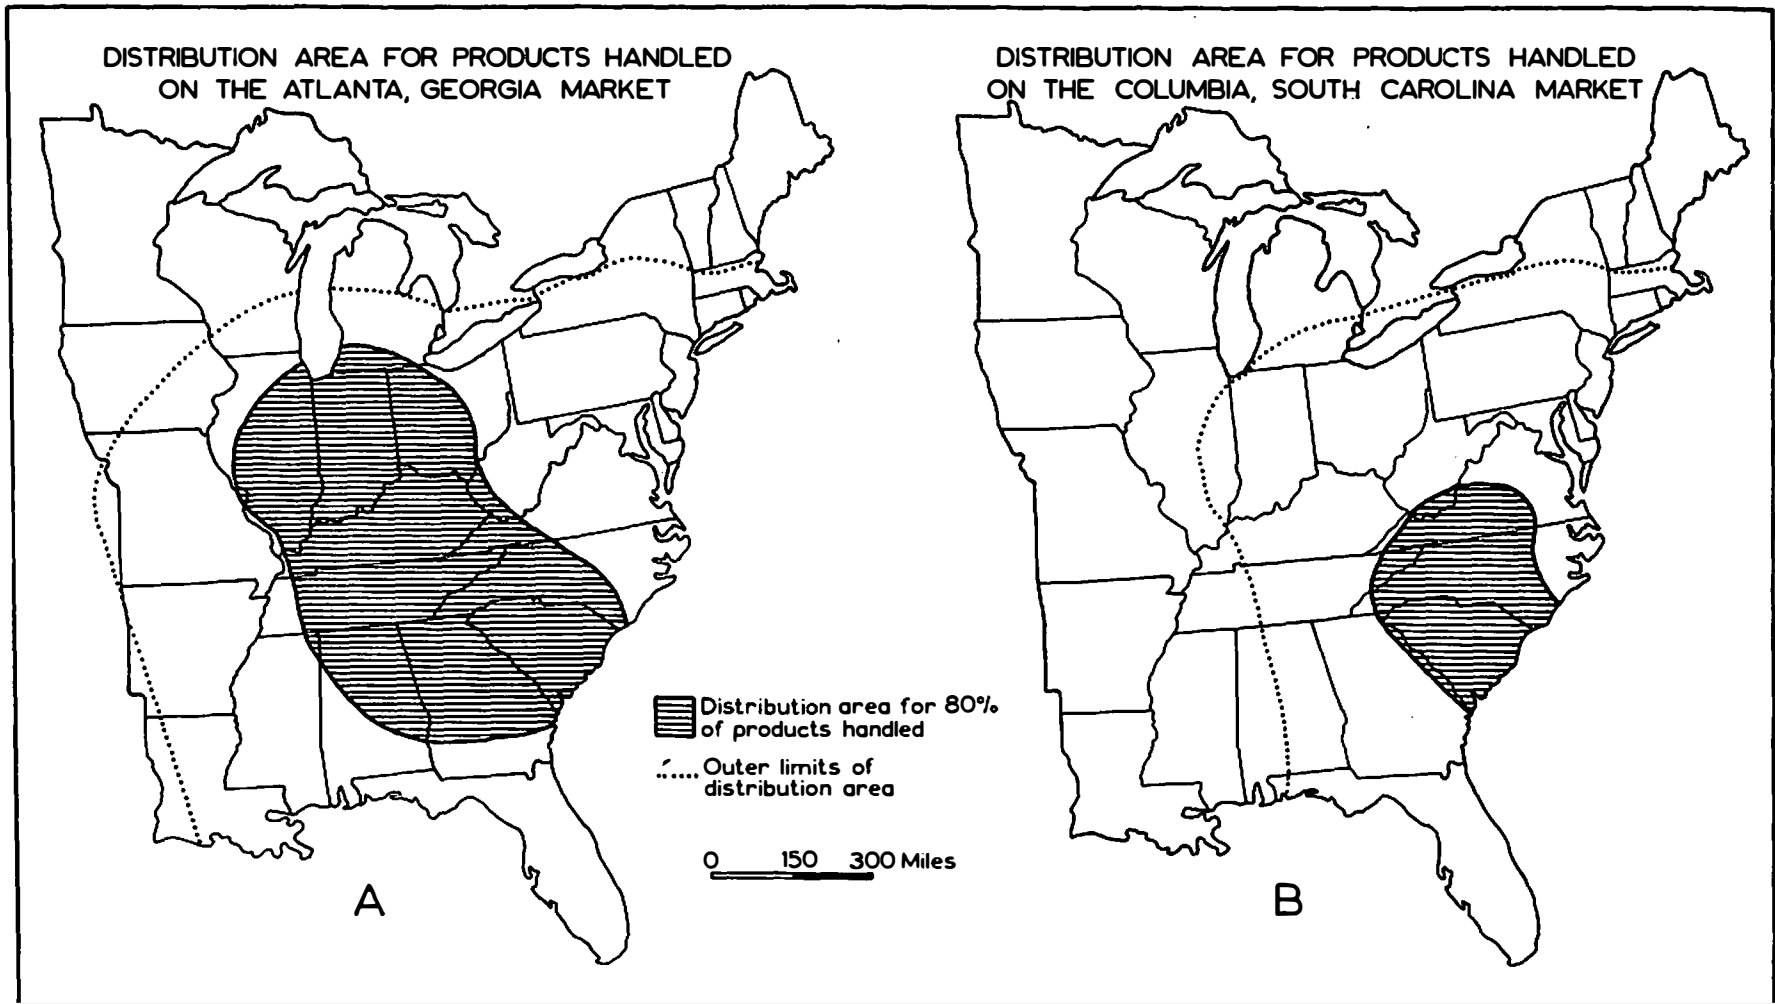 DISTRIBUTION AREA FOR PRODUCTS HANDLED
ON THE ATLANTA, GEORGIA MARKET
DISTRIBUTION AREA FOR PRODUCTS HANDLED
ON THE COLUMBIA, SOUTH CAROLINA MARKET
Distribution area for 80%
of products handled
Outer limits of
distribution area
0 150 300 Miles
A
B